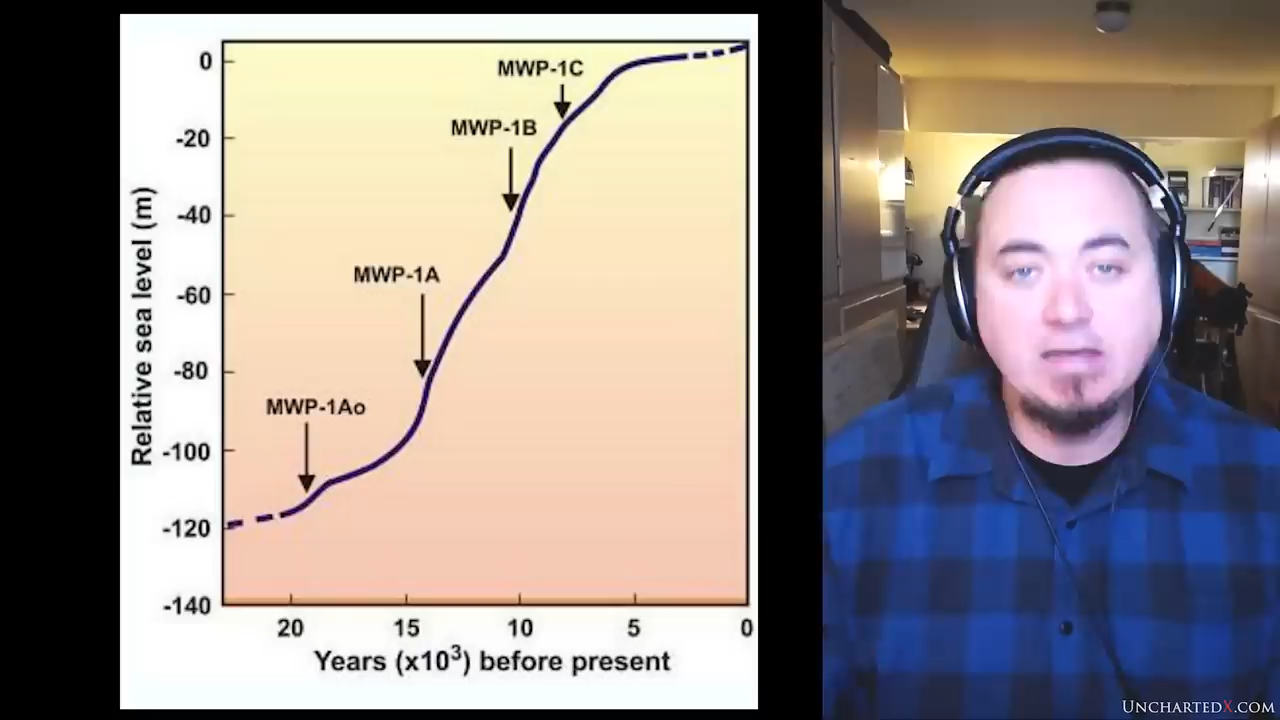 MWP-1C
MWP-1B
MWP-1A
MWP-1Ao
Relative sea level (m)
0
-20
-40
-60
-80
-100
-120
-140
20 15 10 5 0
Years (x10³) before present
UNCHARTEDX.COM